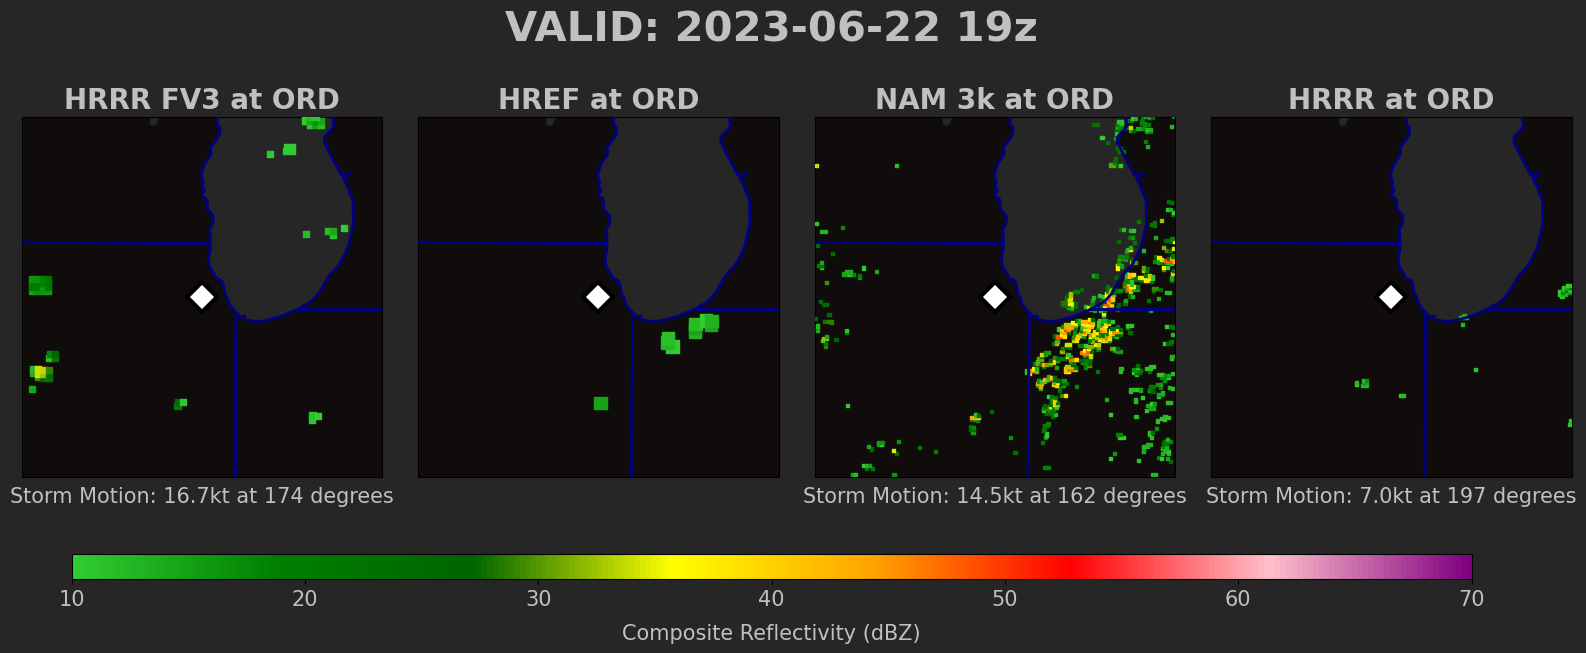 VALID: 2023-06-22 19z
HRRR FV3 at ORD
HREF at ORD
NAM 3k at ORD
HRRR at ORD
Storm Motion: 16.7kt at 174 degrees
Storm Motion: 14.5kt at 162 degrees
Storm Motion: 7.0kt at 197 degrees
10 20 30 40 50 60 70
Composite Reflectivity (dBZ)